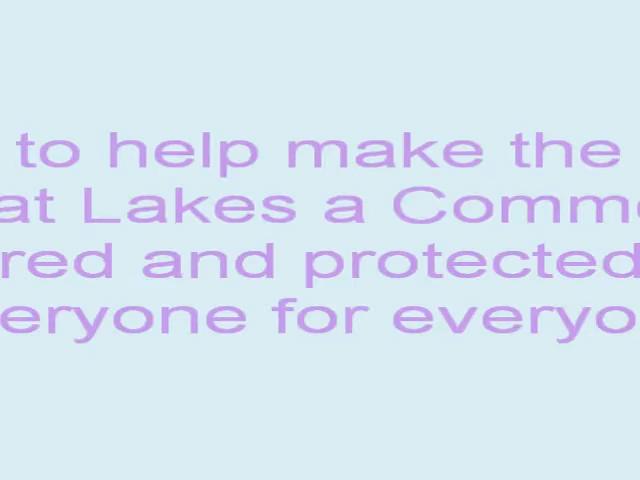 to help make the
at Lakes a Comm
red and protected
eryone for everyo